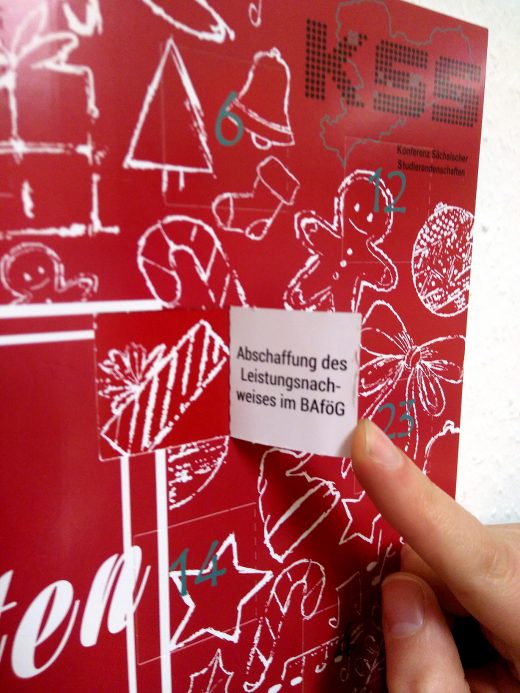 KSS
Konferenz Sächsischer
Studierendenschaften
6
12
Abschaffung des
Leistungsnach-
weises im BAföG
23
14
ten